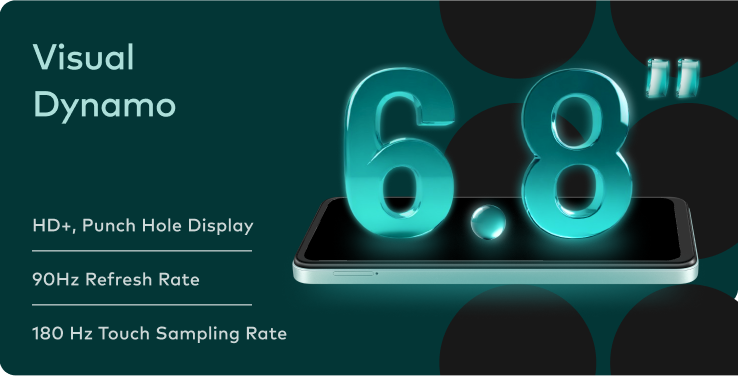 Visual
Dynamo
6.8"
HD+, Punch Hole Display
90Hz Refresh Rate
180 Hz Touch Sampling Rate